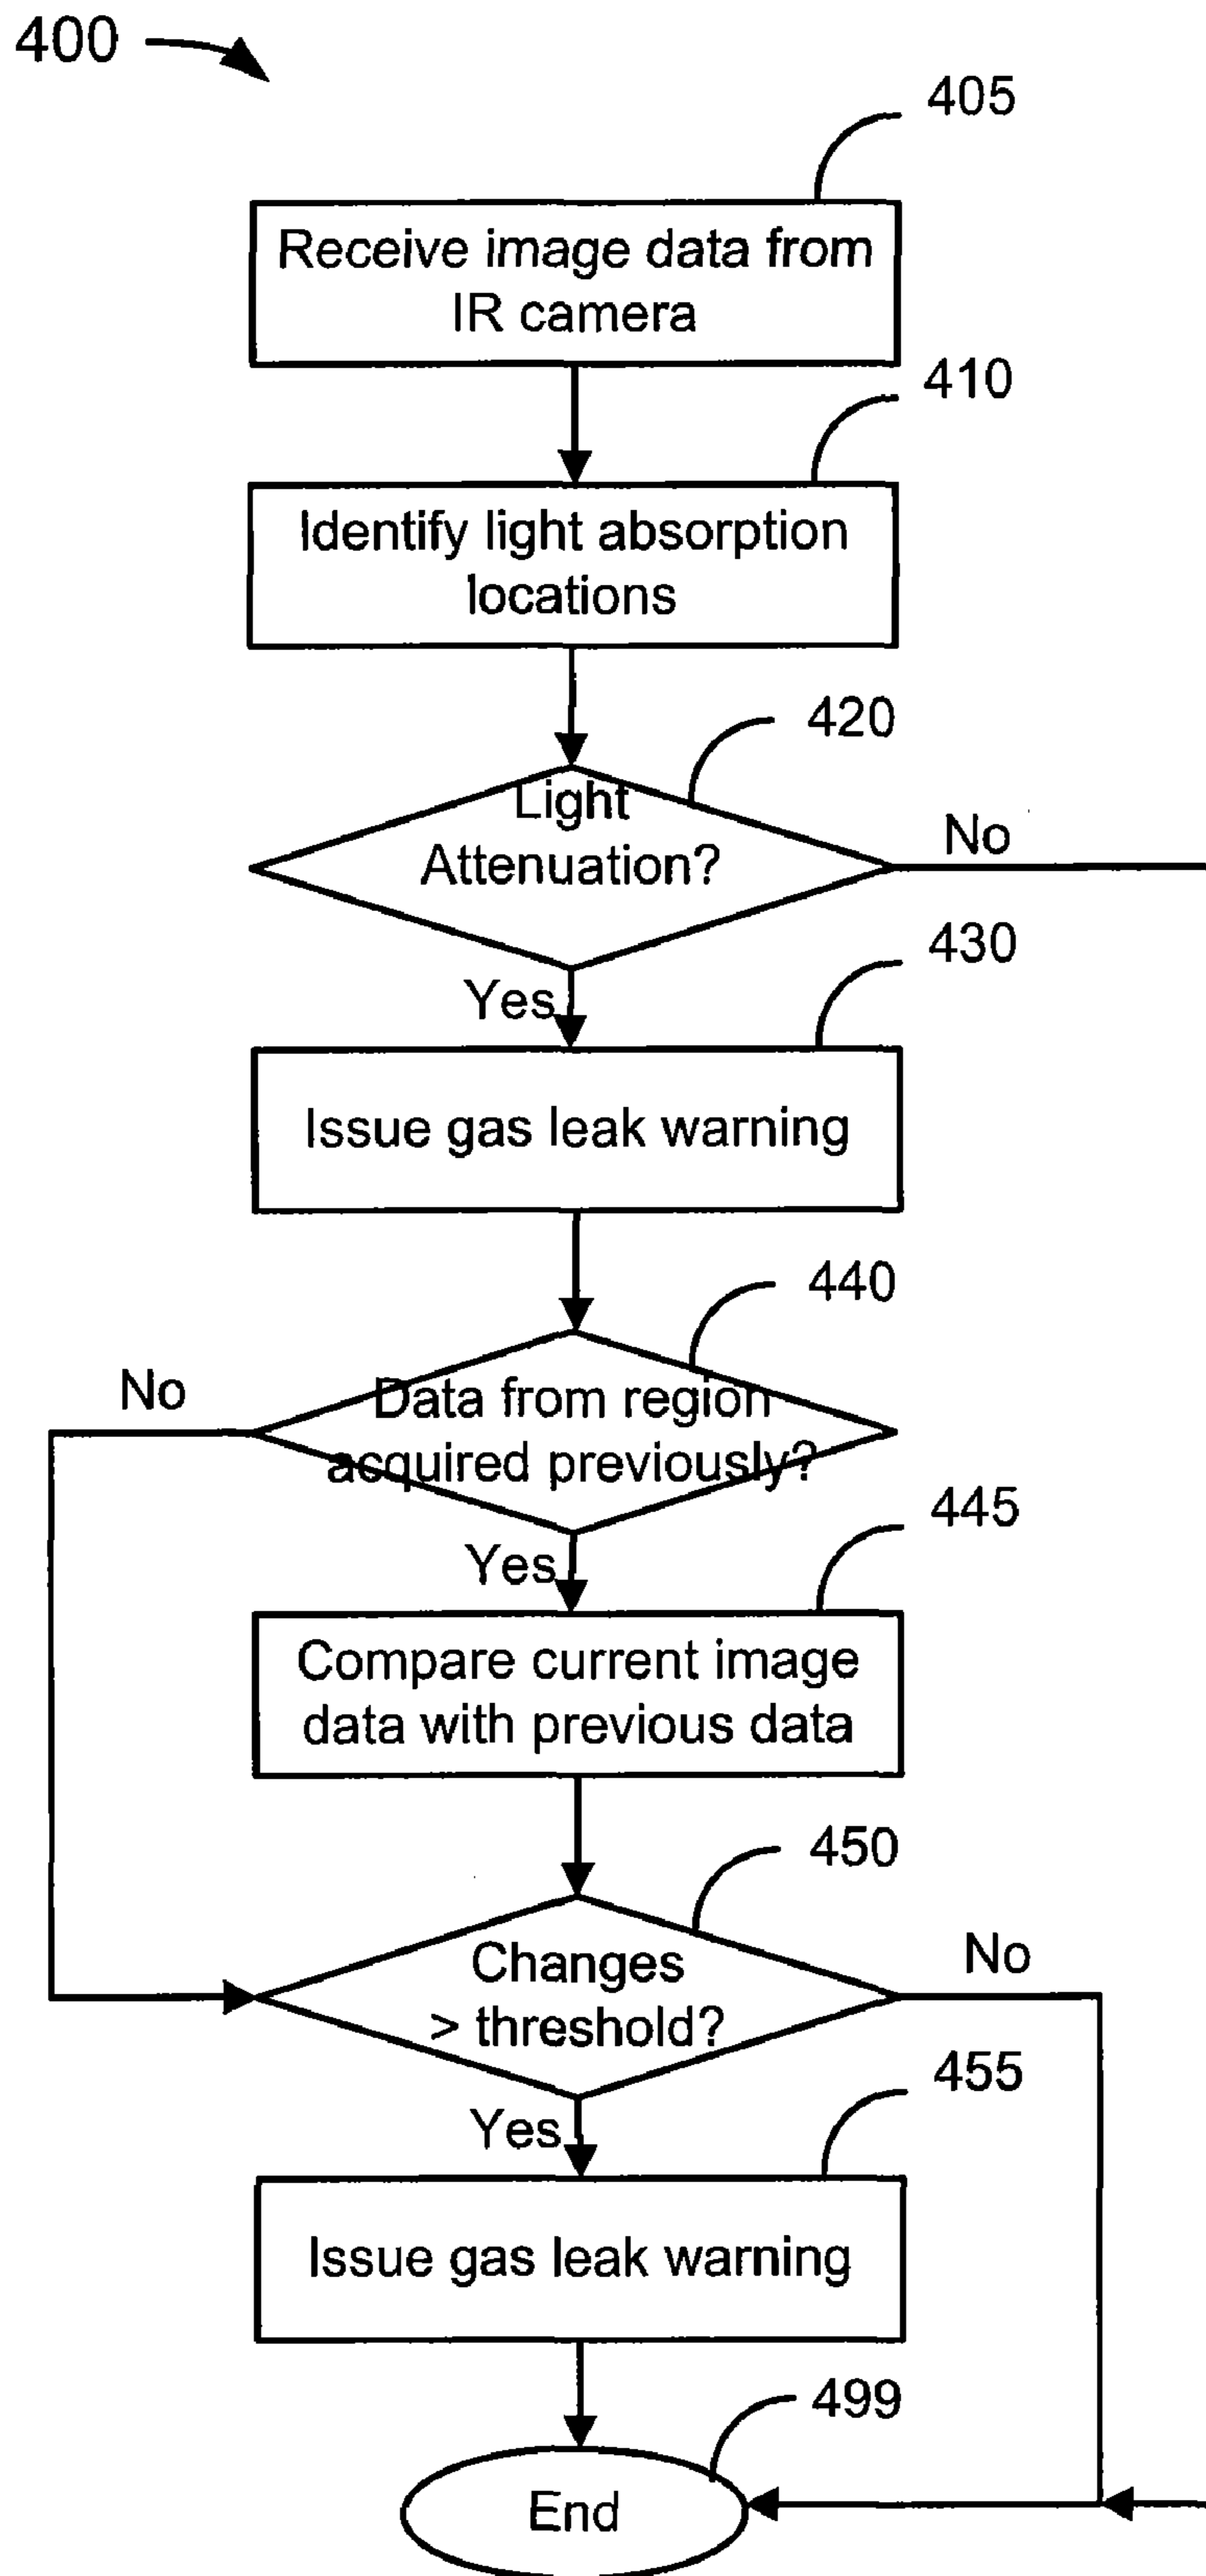 400
405
Receive image data from
IR camera
410
Identify light absorption
locations
420
Light
Attenuation?
No
430
Yes
Issue gas leak warning
440
No
Data from region
acquired previously?
445
Yes
Compare current image
data with previous data
450
Changes
> threshold?
No
455
Yes
Issue gas leak warning
499
End